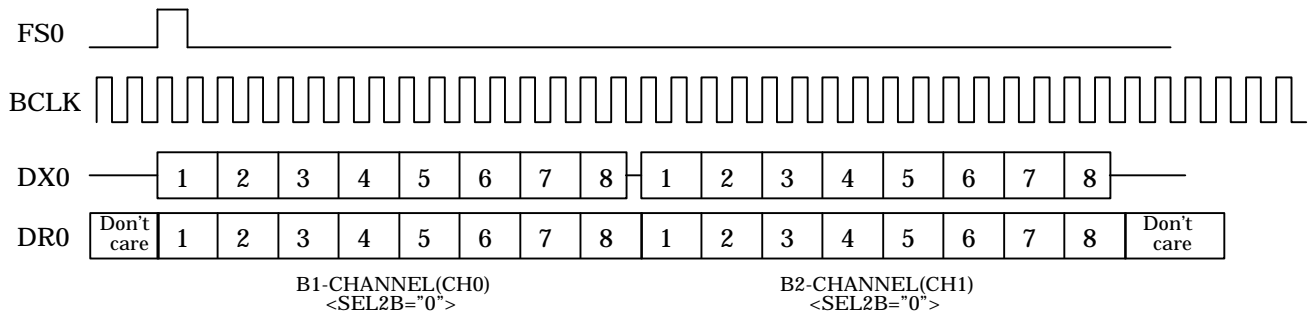 FS0
BCLK
DX0 1 2 3 4 5 6 7 8 1 2 3 4 5 6 7 8
DR0 Don't care 1 2 3 4 5 6 7 8 1 2 3 4 5 6 7 8 Don't care
B1-CHANNEL(CH0) B2-CHANNEL(CH1)
<SEL2B="0"> <SEL2B="0">